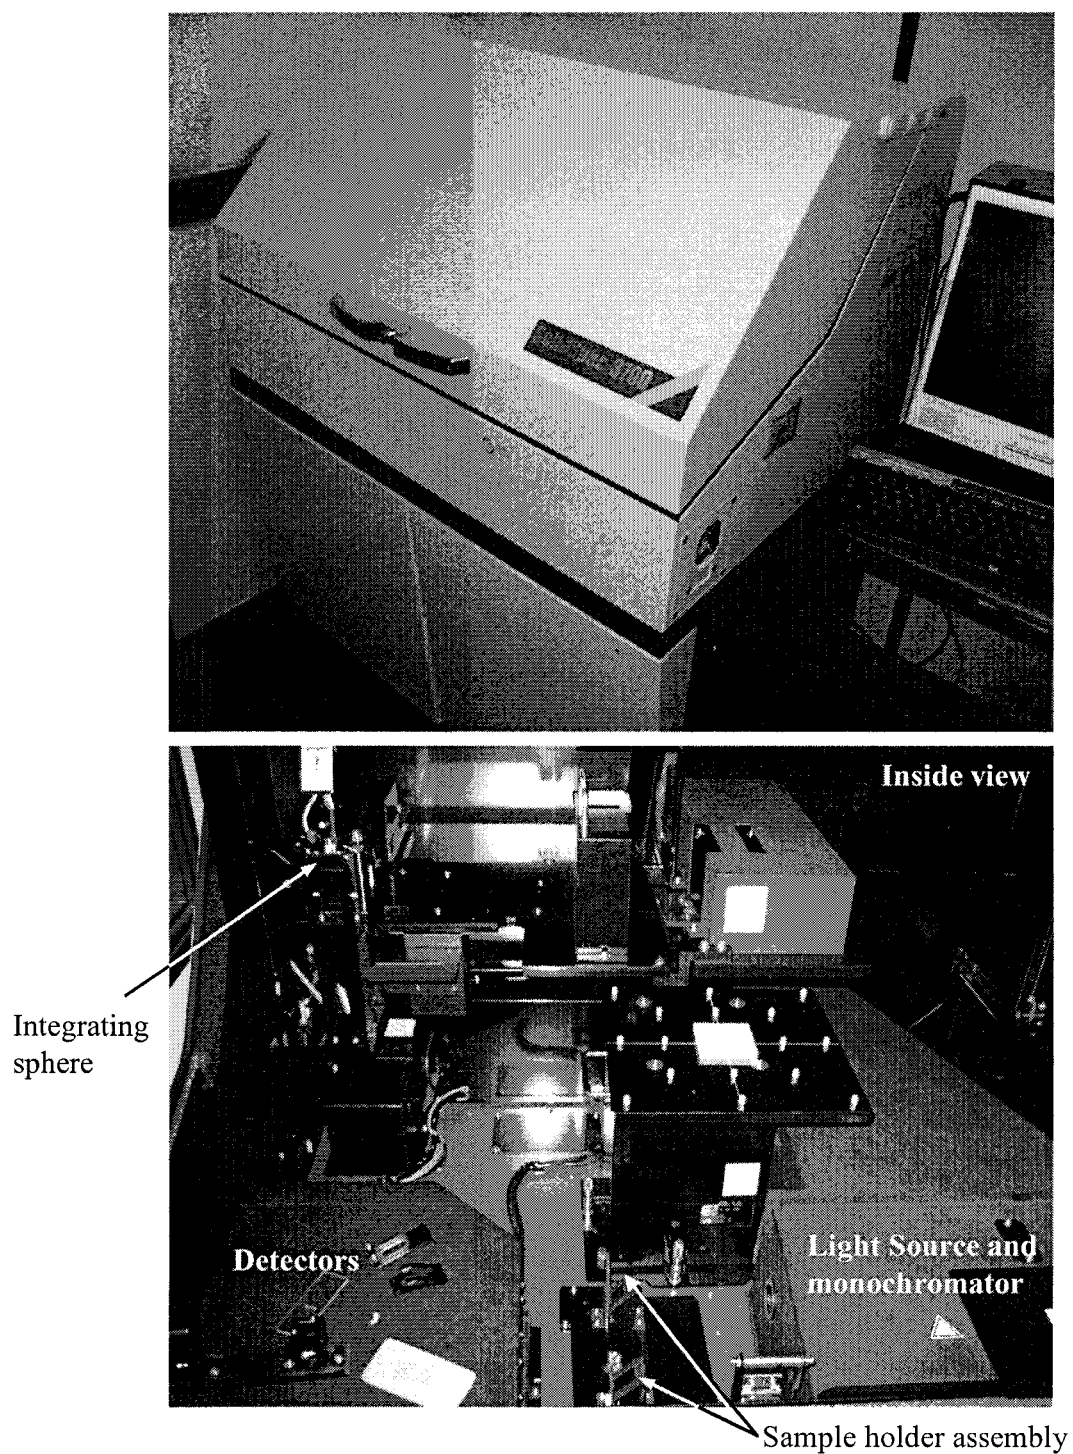 Inside view
Integrating
sphere
Detectors
Light Source and
monochromator
Sample holder assembly